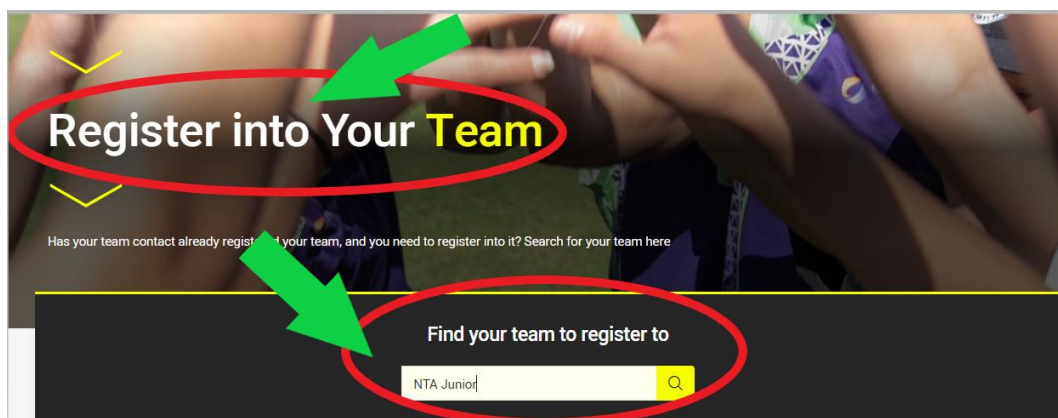 Register into Your Team
Has your team contact already registered your team, and you need to register into it? Search for your team here
Find your team to register to
NTA Junior